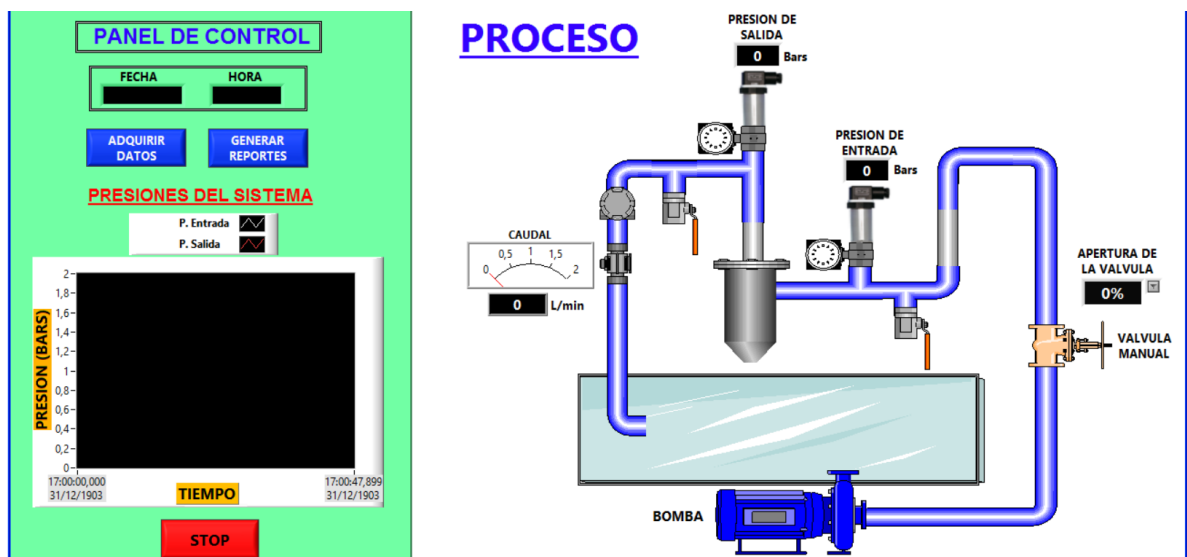 PANEL DE CONTROL
FECHA
HORA
ADQUIRIR
DATOS
GENERAR
REPORTES
PRESIONES DEL SISTEMA
P. Entrada
P. Salida
PRESION (BARS)
2
1,8
1,6
1,4
1,2
1
0,8
0,6
0,4
0,2
0
17:00:00,000
31/12/1903
17:00:47,899
31/12/1903
TIEMPO
STOP
PROCESO
PRESION DE
SALIDA
0 Bars
PRESION DE
ENTRADA
0 Bars
CAUDAL
0 0,5 1 1,5 2
0 L/min
APERTURA DE
LA VALVULA
0%
VALVULA
MANUAL
BOMBA